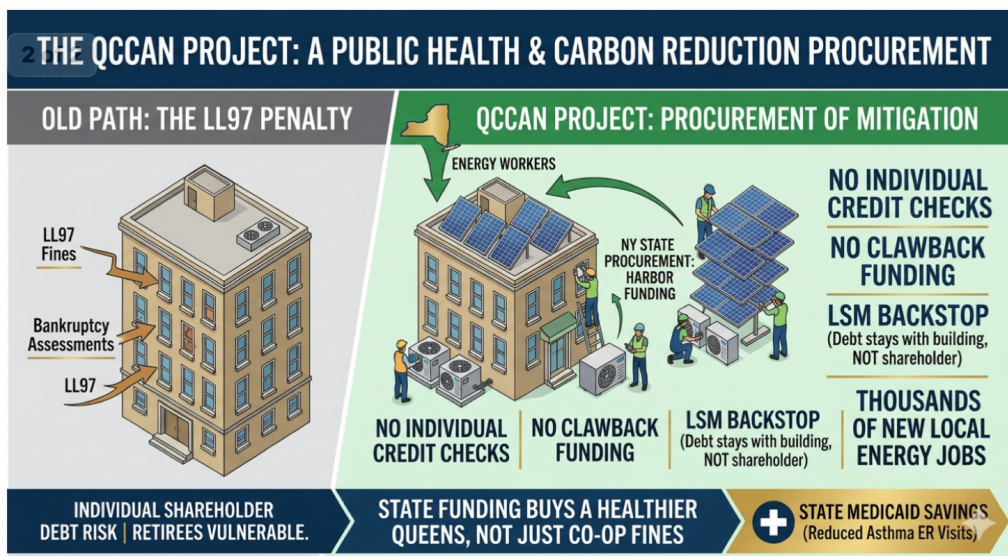 THE QCCAN PROJECT: A PUBLIC HEALTH & CARBON REDUCTION PROCUREMENT
OLD PATH: THE LL97 PENALTY
LL97
Fines
Bankruptcy
Assessments
LL97
INDIVIDUAL SHAREHOLDER
DEBT RISK | RETIREES VULNERABLE.
QCCAN PROJECT: PROCUREMENT OF MITIGATION
ENERGY WORKERS
NY STATE
PROCUREMENT:
HARBOR
FUNDING
NO INDIVIDUAL
CREDIT CHECKS
NO CLAWBACK
FUNDING
LSM BACKSTOP
(Debt stays with building,
NOT shareholder)
THOUSANDS
OF NEW LOCAL
ENERGY JOBS
NO INDIVIDUAL
CREDIT CHECKS
NO CLAWBACK
FUNDING
LSM BACKSTOP
(Debt stays with building,
NOT shareholder)
STATE FUNDING BUYS A HEALTHIER
QUEENS, NOT JUST CO-OP FINES
STATE MEDICAID SAVINGS
(Reduced Asthma ER Visits)